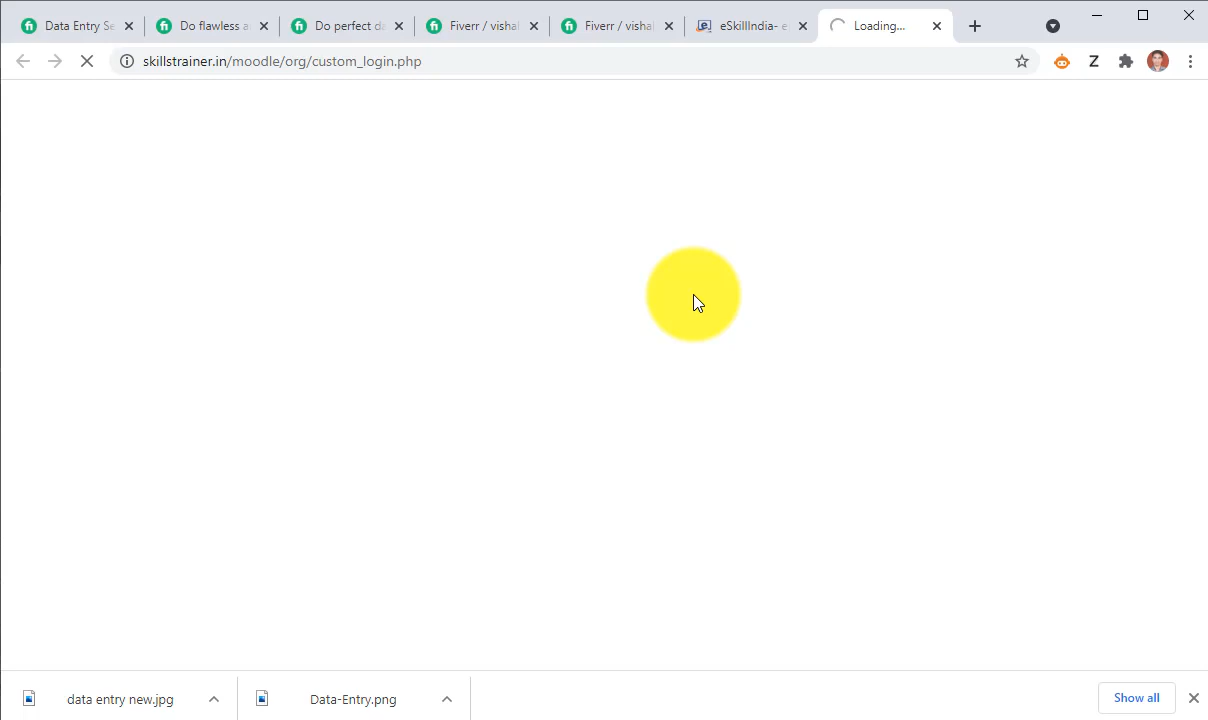 Data Entry Se
Do flawless a
Do perfect da
Fiverr / vishal
Fiverr / vishal
eSkillIndia- es
Loading...
skillstrainer.in/moodle/org/custom_login.php
Z
data entry new.jpg
Data-Entry.png
Show all